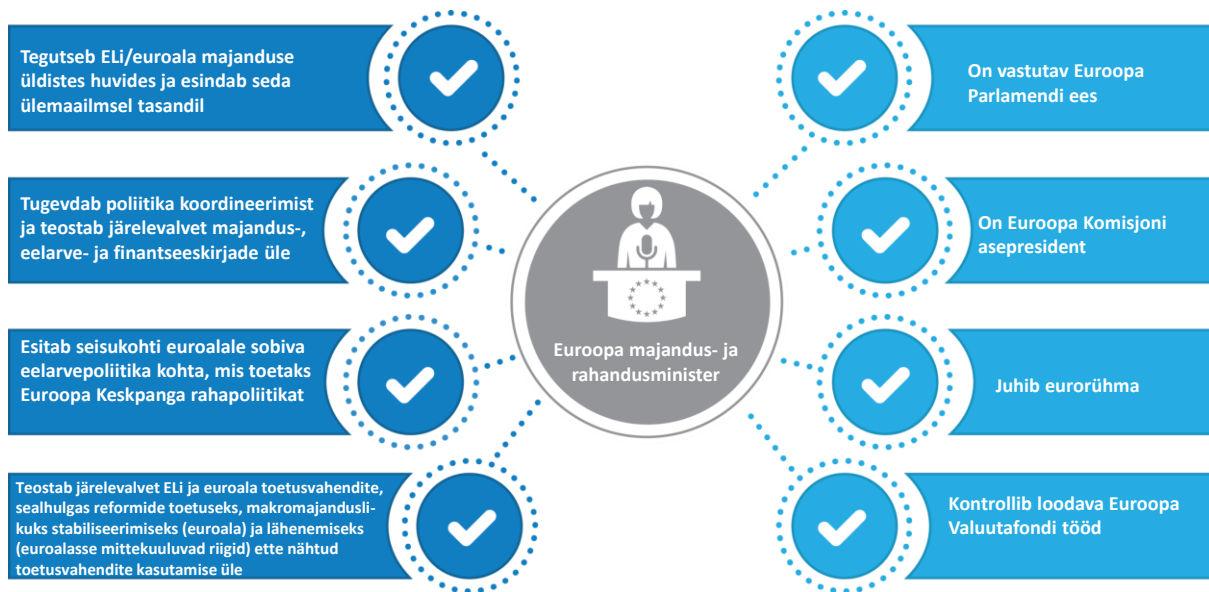 Tegutseb ELi/euroala majanduse
üldistes huvides ja esindab seda
ülemaailmsel tasandil
Tugevdab poliitika koordineerimist
ja teostab järelevalvet majandus-,
eelarve- ja finantseeskirjade üle
Esitab seisukohti euroalale sobiva
eelarvepoliitika kohta, mis toetaks
Euroopa Keskpanga rahapoliitikat
Teostab järelevalvet ELi ja euroala toetusvahendite,
sealhulgas reformide toetuseks, makromajandusli-
kuks stabiliseerimiseks (euroala) ja lähenemiseks
(euroalasse mittekuuluvad riigid) ette nähtud
toetusvahendite kasutamise üle
Euroopa majandus- ja
rahandusminister
On vastutav Euroopa
Parlamendi ees
On Euroopa Komisjoni
asepresident
Juhib eurorühma
Kontrollib loodava Euroopa
Valuutafondi tööd